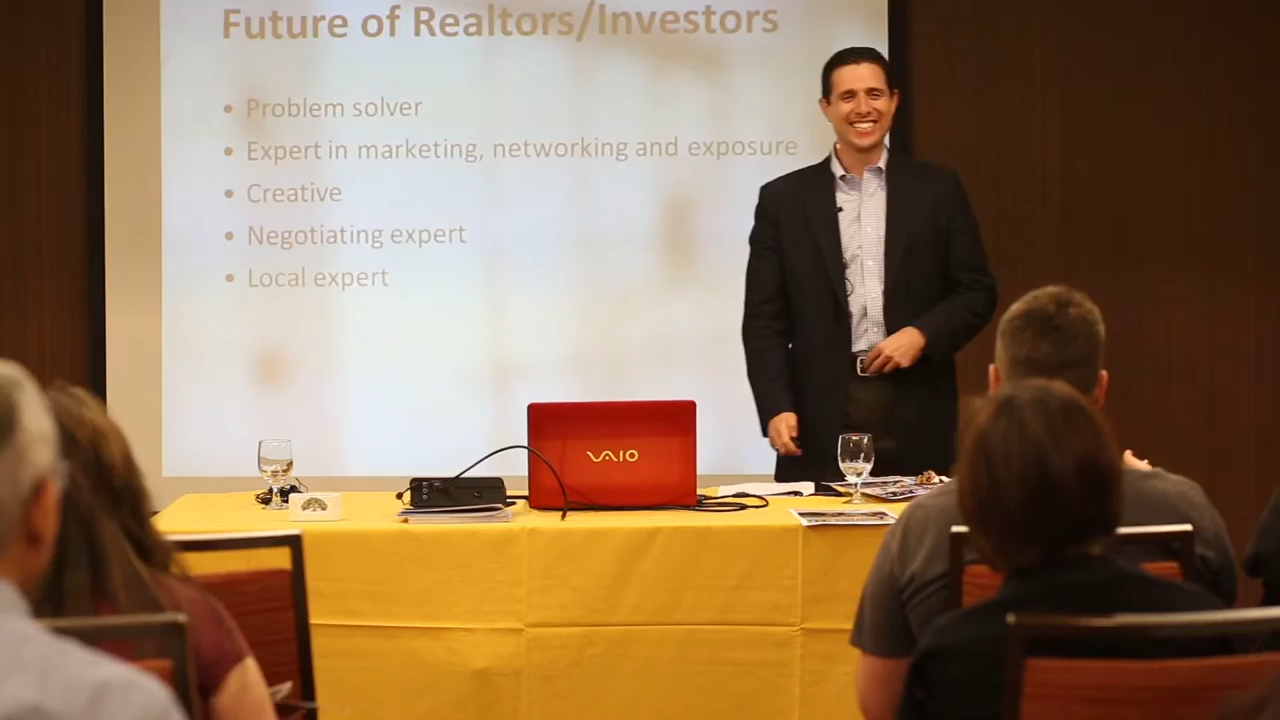 Future of Realtors/Investors
• Problem solver
• Expert in marketing, networking and exposure
• Creative
• Negotiating expert
• Local expert
VAIO